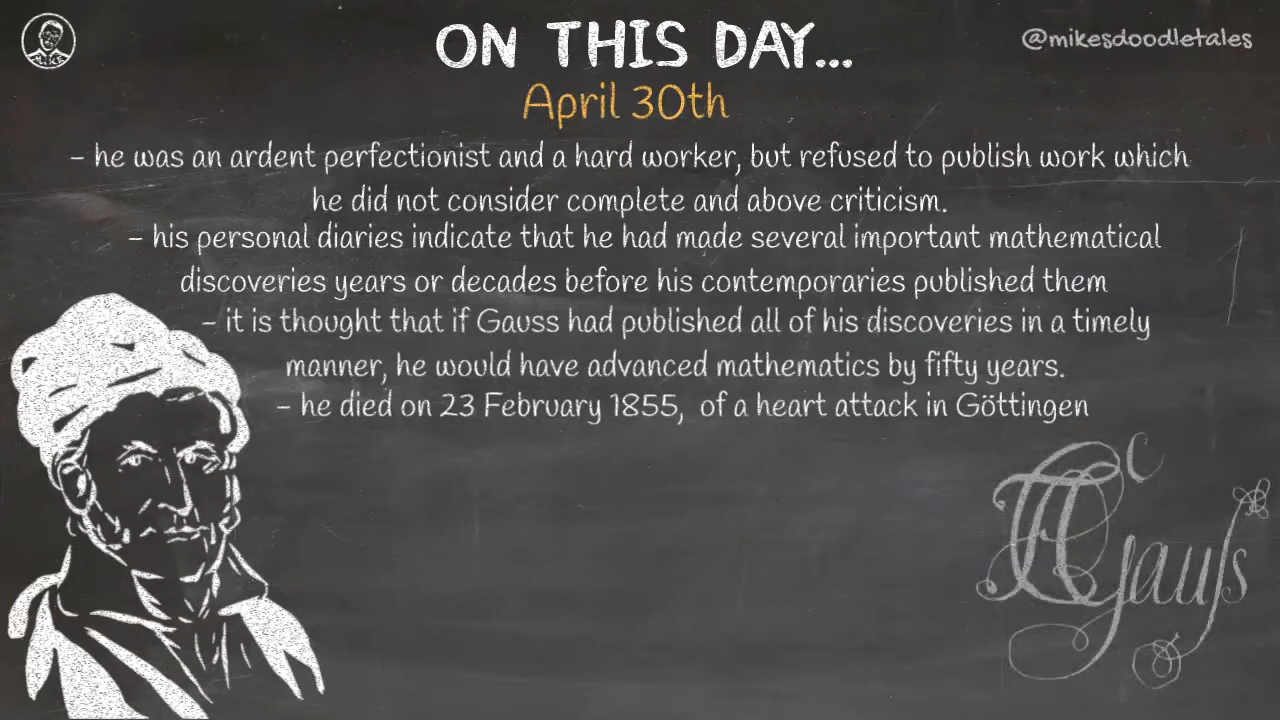 ON THIS DAY...
@mikesdoodletales
MIKE
April 30th
– he was an ardent perfectionist and a hard worker, but refused to publish work which
he did not consider complete and above criticism.
– his personal diaries indicate that he had made several important mathematical
discoveries years or decades before his contemporaries published them
– it is thought that if Gauss had published all of his discoveries in a timely
manner, he would have advanced mathematics by fifty years.
– he died on 23 February 1855, of a heart attack in Göttingen
Gauſs